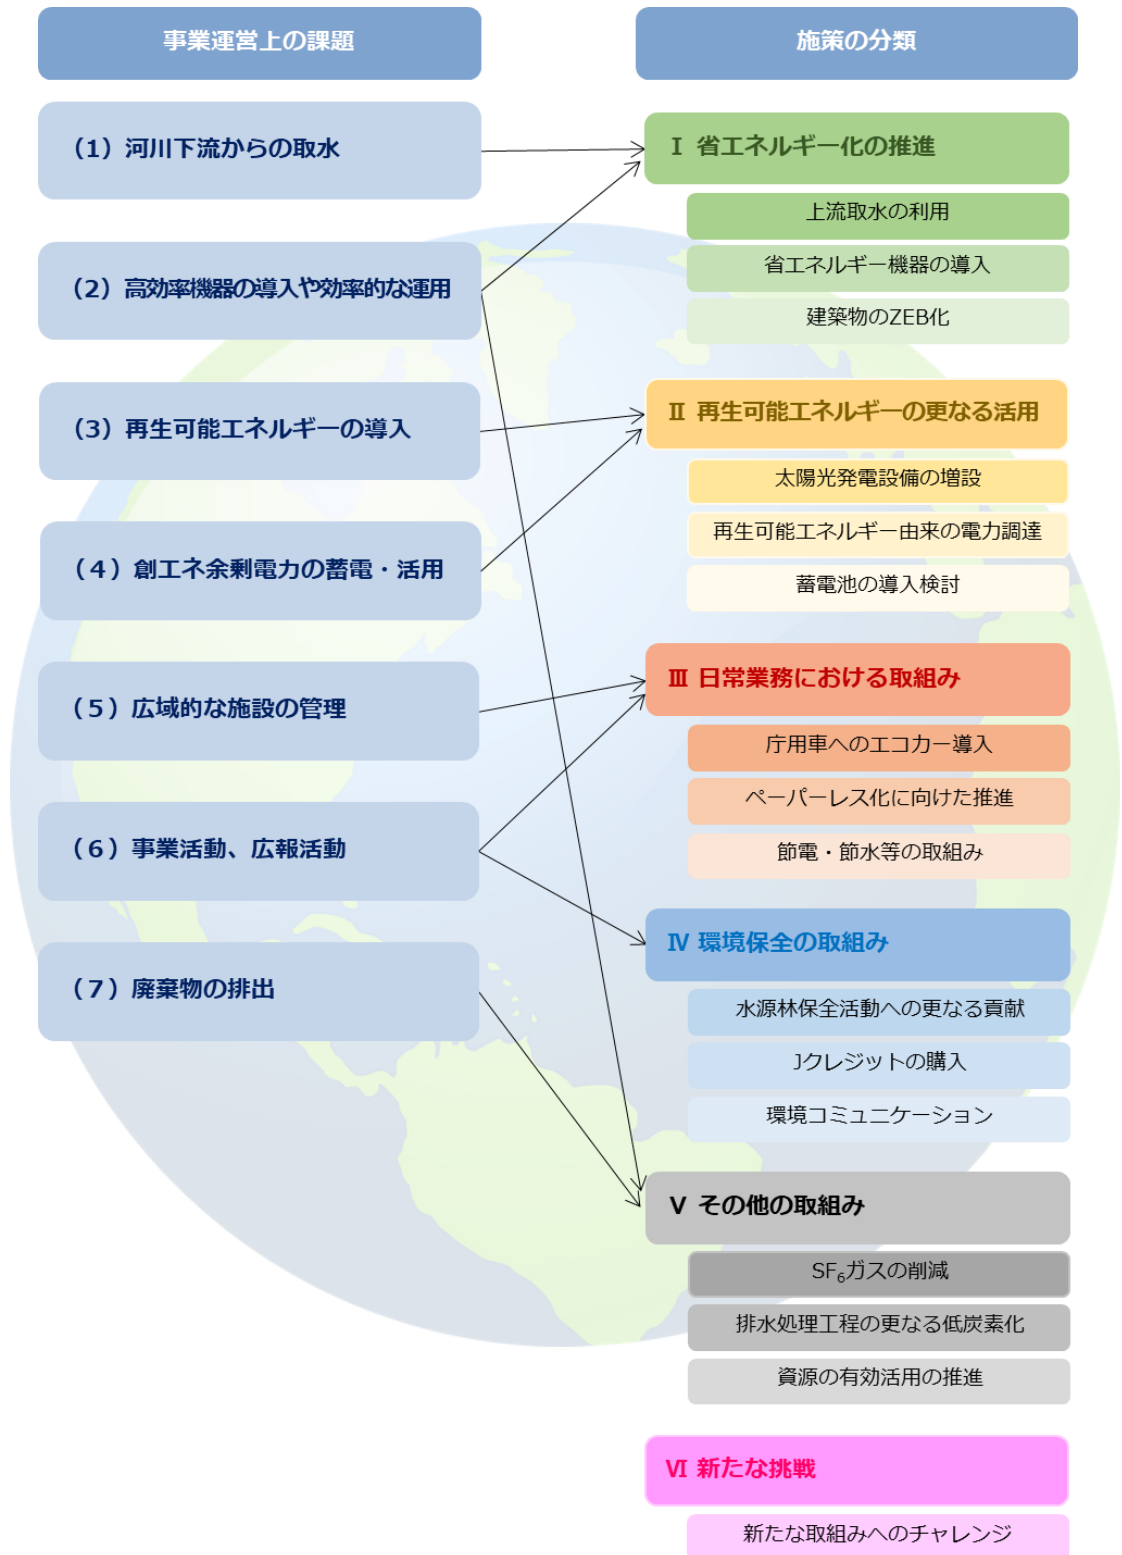 事業運営上の課題
施策の分類
（1）河川下流からの取水
（2）高効率機器の導入や効率的な運用
（3）再生可能エネルギーの導入
（４）創エネ余剰電力の蓄電・活用
（５）広域的な施設の管理
（６）事業活動、広報活動
（７）廃棄物の排出
Ⅰ 省エネルギー化の推進
上流取水の利用
省エネルギー機器の導入
建築物のZEB化
Ⅱ 再生可能エネルギーの更なる活用
太陽光発電設備の増設
再生可能エネルギー由来の電力調達
蓄電池の導入検討
Ⅲ 日常業務における取組み
庁用車へのエコカー導入
ペーパーレス化に向けた推進
節電・節水等の取組み
Ⅳ 環境保全の取組み
水源林保全活動への更なる貢献
Jクレジットの購入
環境コミュニケーション
Ⅴ その他の取組み
SF₆ガスの削減
排水処理工程の更なる低炭素化
資源の有効活用の推進
Ⅵ 新たな挑戦
新たな取組みへのチャレンジ